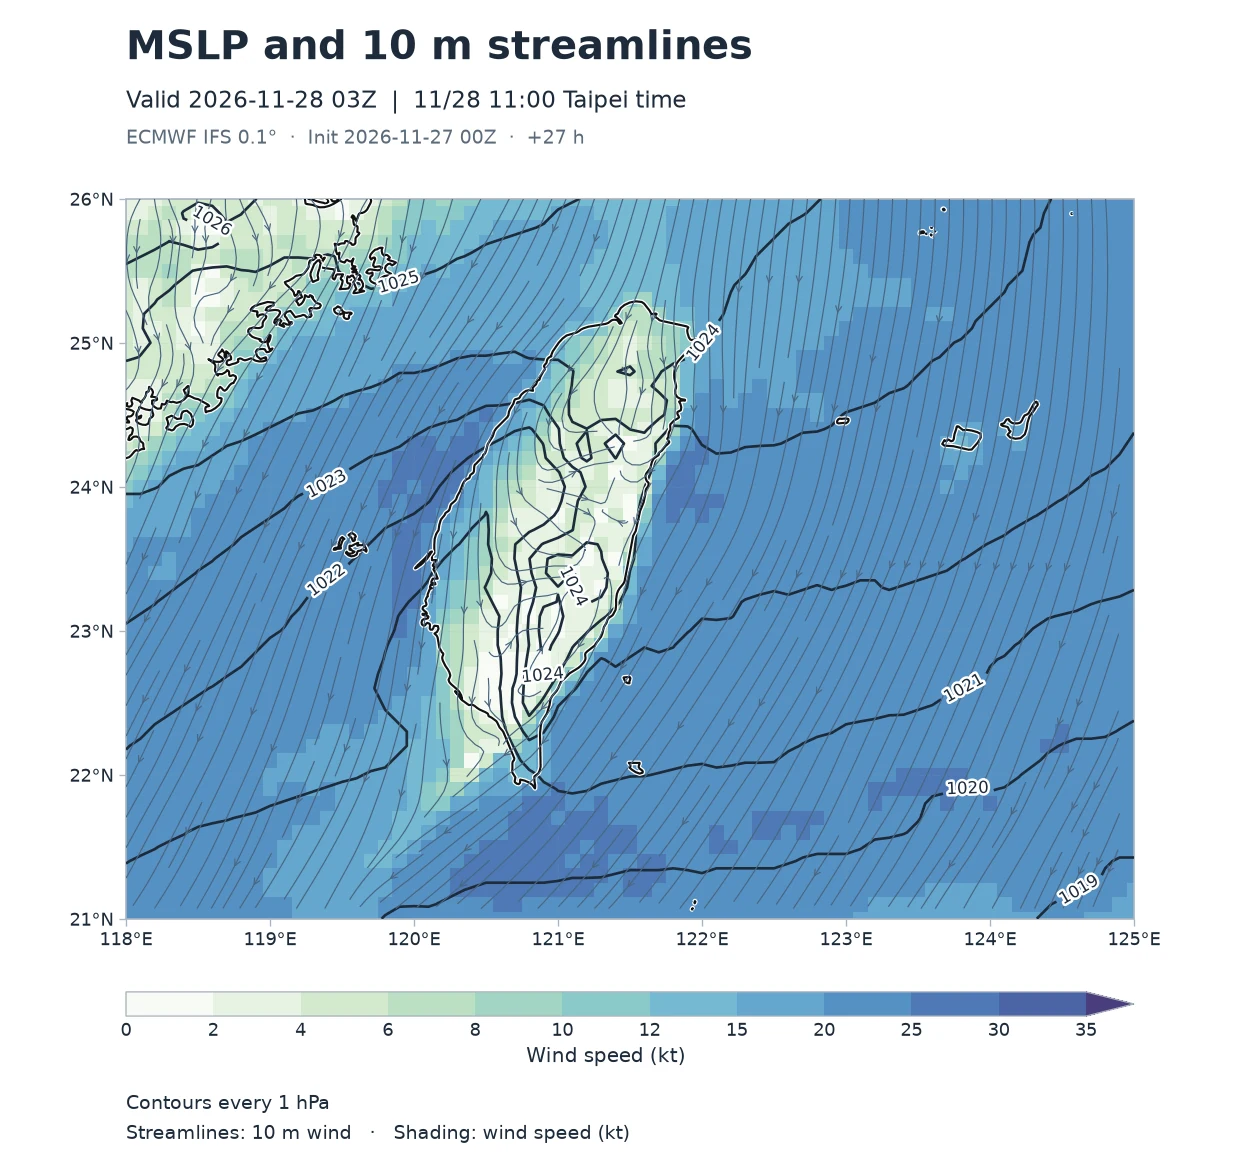 MSLP and 10 m streamlines
Valid 2026-11-28 03Z | 11/28 11:00 Taipei time
ECMWF IFS 0.1° · Init 2026-11-27 00Z · +27 h
26°N
1026
1025
25°N
1024
24°N
1023
1022
1024
23°N
1024
1021
22°N
1020
1019
21°N
118°E 119°E 120°E 121°E 122°E 123°E 124°E 125°E
0 2 4 6 8 10 12 15 20 25 30 35
Wind speed (kt)
Contours every 1 hPa
Streamlines: 10 m wind · Shading: wind speed (kt)